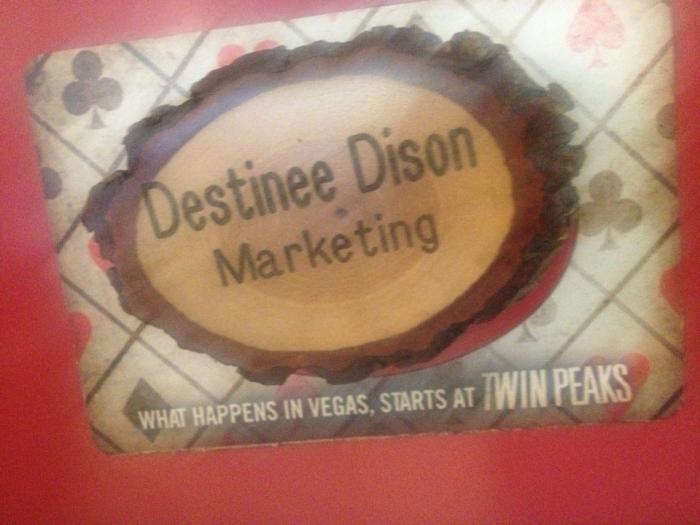 Destinee Dison
Marketing
WHAT HAPPENS IN VEGAS, STARTS AT TWIN PEAKS